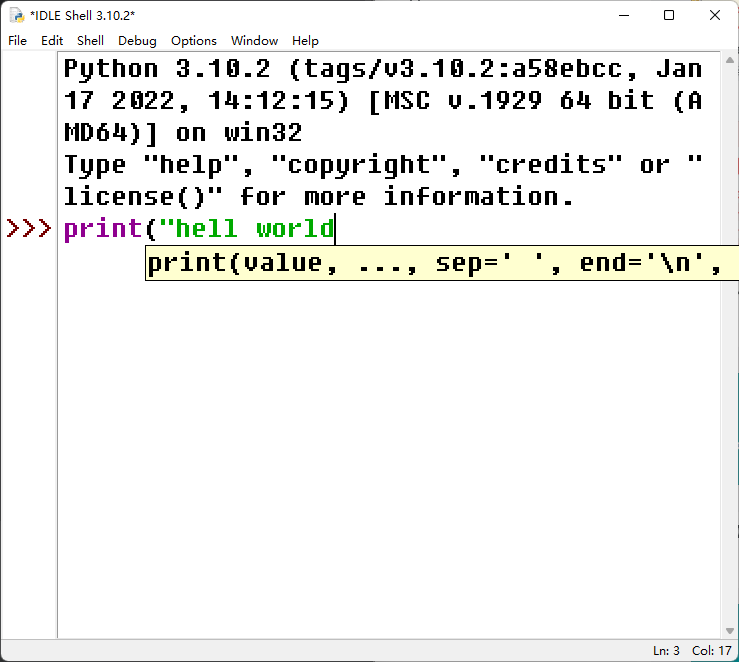 *IDLE Shell 3.10.2*
File Edit Shell Debug Options Window Help
Python 3.10.2 (tags/v3.10.2:a58ebcc, Jan
17 2022, 14:12:15) [MSC v.1929 64 bit (A
MD64)] on win32
Type "help", "copyright", "credits" or "
license()" for more information.
>>> print("hell world
print(value, ..., sep=' ', end='\n',
Ln: 3 Col: 17